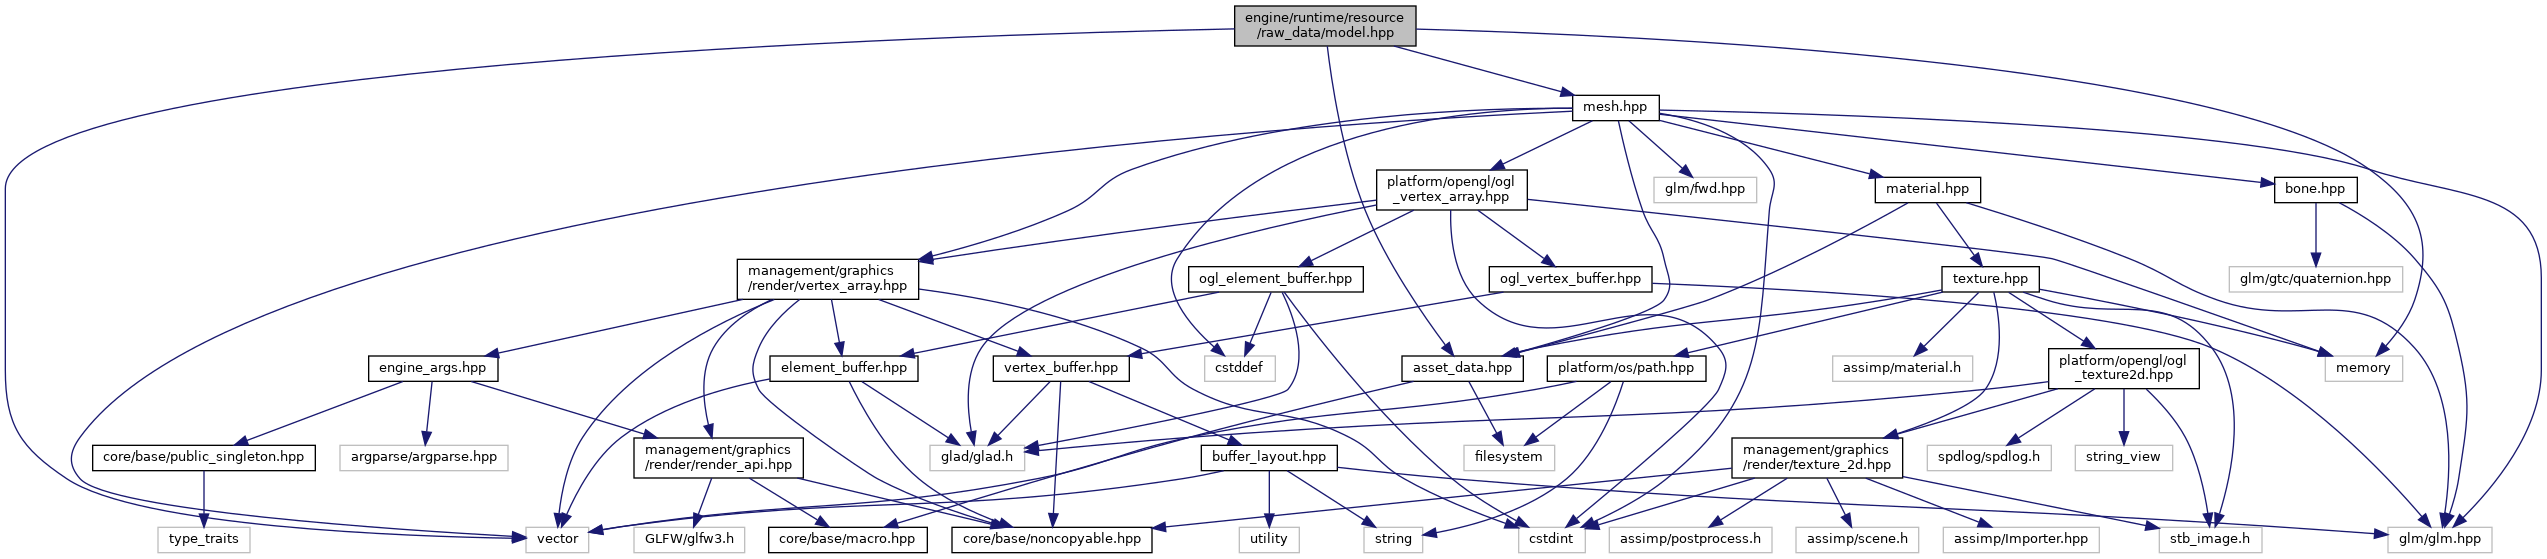 engine/runtime/resource
/raw_data/model.hpp
mesh.hpp
platform/opengl/ogl
_vertex_array.hpp
glm/fwd.hpp
material.hpp
bone.hpp
management/graphics
/render/vertex_array.hpp
ogl_element_buffer.hpp
ogl_vertex_buffer.hpp
texture.hpp
glm/gtc/quaternion.hpp
engine_args.hpp
element_buffer.hpp
vertex_buffer.hpp
cstddef
asset_data.hpp
platform/os/path.hpp
assimp/material.h
platform/opengl/ogl
_texture2d.hpp
memory
core/base/public_singleton.hpp
argparse/argparse.hpp
management/graphics
/render/render_api.hpp
glad/glad.h
buffer_layout.hpp
filesystem
management/graphics
/render/texture_2d.hpp
spdlog/spdlog.h
string_view
type_traits
vector
GLFW/glfw3.h
core/base/macro.hpp
core/base/noncopyable.hpp
utility
string
cstdint
assimp/postprocess.h
assimp/scene.h
assimp/Importer.hpp
stb_image.h
glm/glm.hpp